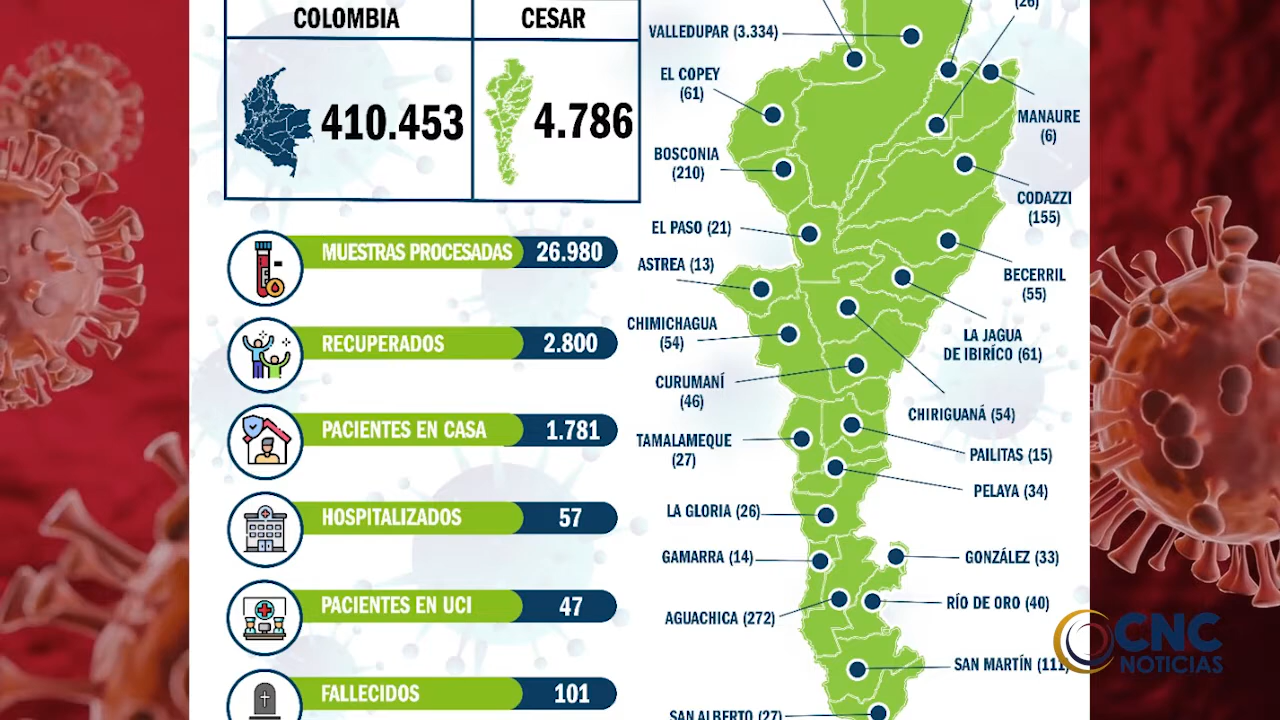 COLOMBIA
CESAR
410.453
4.786
MUESTRAS PROCESADAS 26.980
RECUPERADOS 2.800
PACIENTES EN CASA 1.781
HOSPITALIZADOS 57
PACIENTES EN UCI 47
FALLECIDOS 101
(26)
VALLEDUPAR (3.334)
EL COPEY
(61)
MANAURE
(6)
BOSCONIA
(210)
CODAZZI
(155)
EL PASO (21)
ASTREA (13)
BECERRIL
(55)
CHIMICHAGUA
(54)
LA JAGUA
DE IBIRÍCO (61)
CURUMANÍ
(46)
CHIRIGUANÁ (54)
TAMALAMEQUE
(27)
PAILITAS (15)
PELAYA (34)
LA GLORIA (26)
GAMARRA (14)
GONZÁLEZ (33)
RÍO DE ORO (40)
AGUACHICA (272)
SAN MARTÍN (111)
SAN ALBERTO (27)
CNC
NOTICIAS